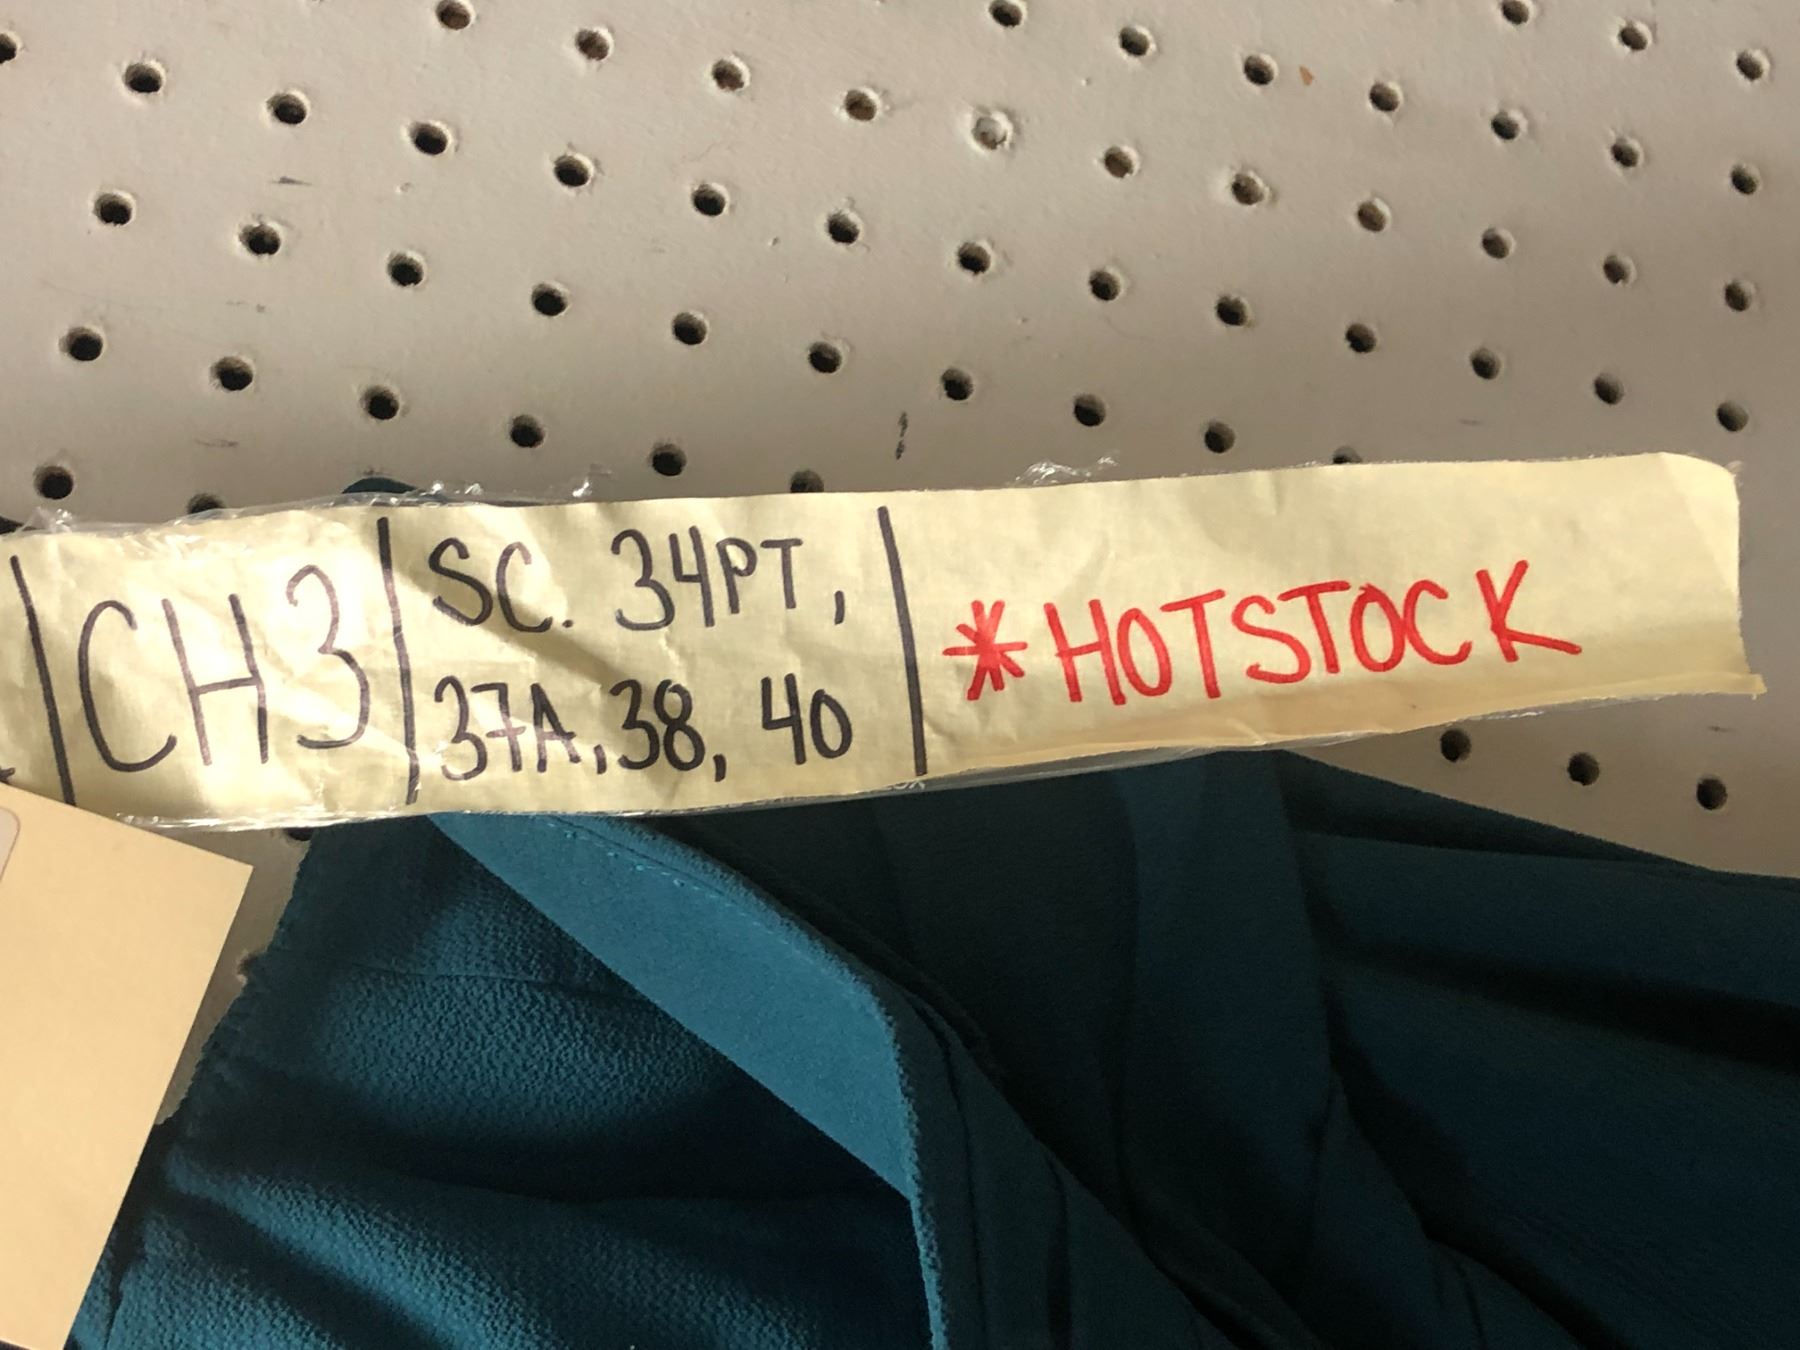 CH3
SC. 34PT,
37A, 38, 40
*HOTSTOCK